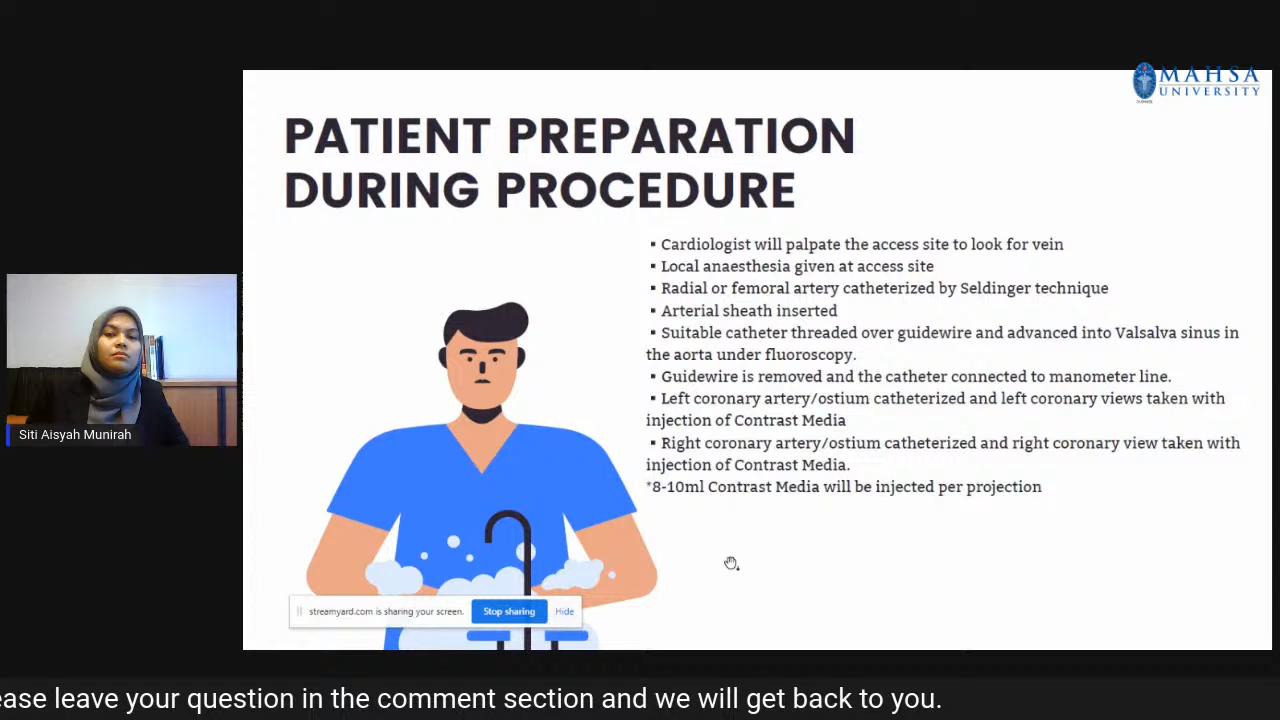 MAHSA
UNIVERSITY
PATIENT PREPARATION
DURING PROCEDURE
▪ Cardiologist will palpate the access site to look for vein
▪ Local anaesthesia given at access site
▪ Radial or femoral artery catheterized by Seldinger technique
▪ Arterial sheath inserted
▪ Suitable catheter threaded over guidewire and advanced into Valsalva sinus in
the aorta under fluoroscopy.
▪ Guidewire is removed and the catheter connected to manometer line.
▪ Left coronary artery/ostium catheterized and left coronary views taken with
injection of Contrast Media
▪ Right coronary artery/ostium catheterized and right coronary view taken with
injection of Contrast Media.
*8-10ml Contrast Media will be injected per projection
Siti Aisyah Munirah
streamyard.com is sharing your screen. Stop sharing Hide
ease leave your question in the comment section and we will get back to you.